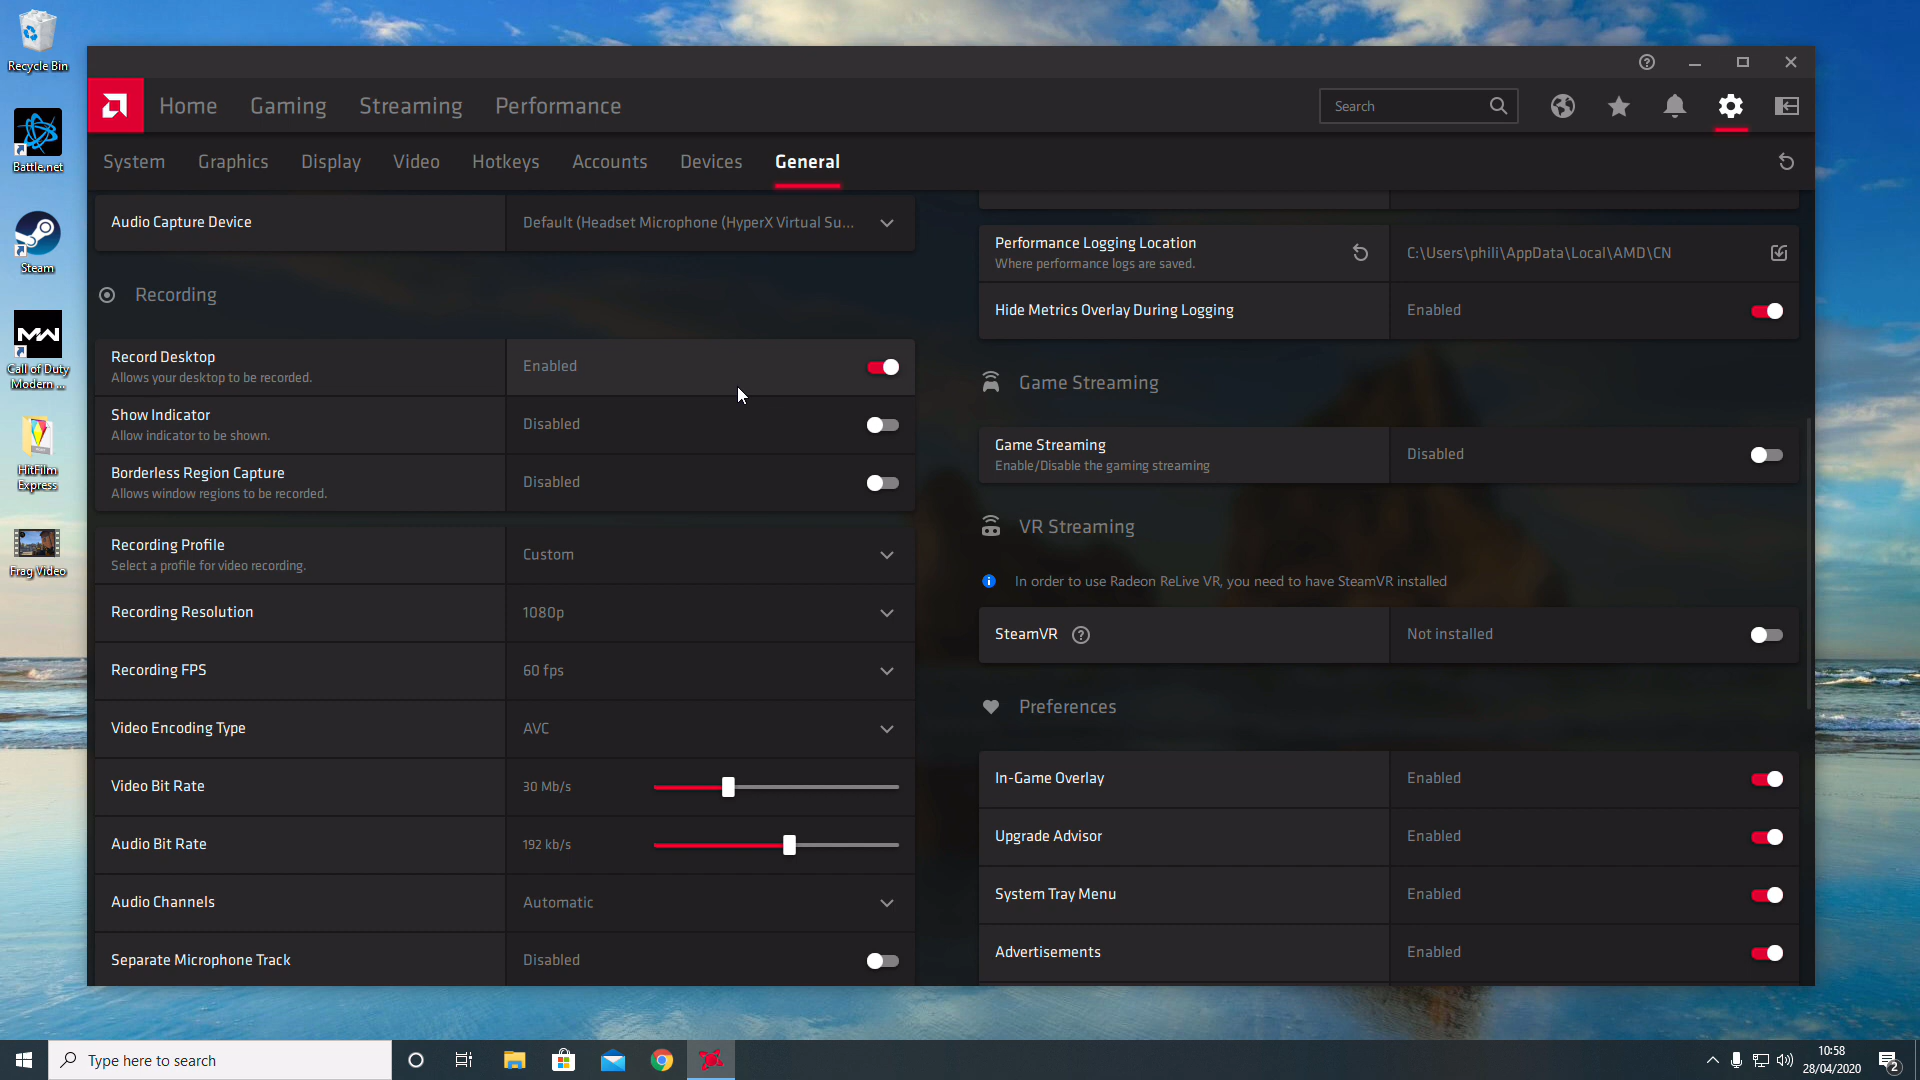 Recycle Bin
Battle.net
Steam
Call of Duty
Modern ...
HitFilm
Express
Frag Video
Home
Gaming
Streaming
Performance
Search
System
Graphics
Display
Video
Hotkeys
Accounts
Devices
General
Audio Capture Device
Default (Headset Microphone (HyperX Virtual Su...
Recording
Record Desktop
Allows your desktop to be recorded.
Enabled
Show Indicator
Allow indicator to be shown.
Disabled
Borderless Region Capture
Allows window regions to be recorded.
Disabled
Recording Profile
Select a profile for video recording.
Custom
Recording Resolution
1080p
Recording FPS
60 fps
Video Encoding Type
AVC
Video Bit Rate
30 Mb/s
Audio Bit Rate
192 kb/s
Audio Channels
Automatic
Separate Microphone Track
Disabled
Performance Logging Location
Where performance logs are saved.
C:\Users\phili\AppData\Local\AMD\CN
Hide Metrics Overlay During Logging
Enabled
Game Streaming
Game Streaming
Enable/Disable the gaming streaming
Disabled
VR Streaming
In order to use Radeon ReLive VR, you need to have SteamVR installed
SteamVR
Not installed
Preferences
In-Game Overlay
Enabled
Upgrade Advisor
Enabled
System Tray Menu
Enabled
Advertisements
Enabled
Type here to search
10:58
28/04/2020
2